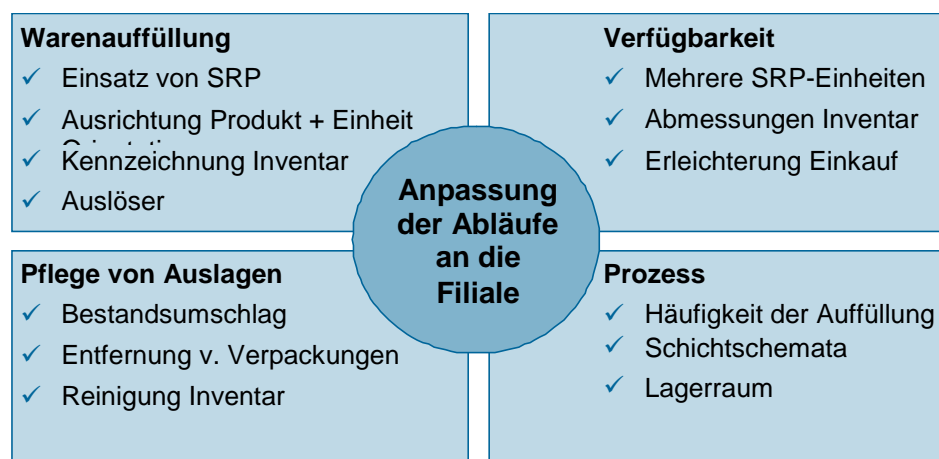 Warenauffüllung
Einsatz von SRP
Ausrichtung Produkt + Einheit
Kennzeichnung Inventar
Auslöser
Verfügbarkeit
Mehrere SRP-Einheiten
Abmessungen Inventar
Erleichterung Einkauf
Anpassung
der Abläufe
an die
Filiale
Pflege von Auslagen
Bestandsumschlag
Entfernung v. Verpackungen
Reinigung Inventar
Prozess
Häufigkeit der Auffüllung
Schichtschemata
Lagerraum